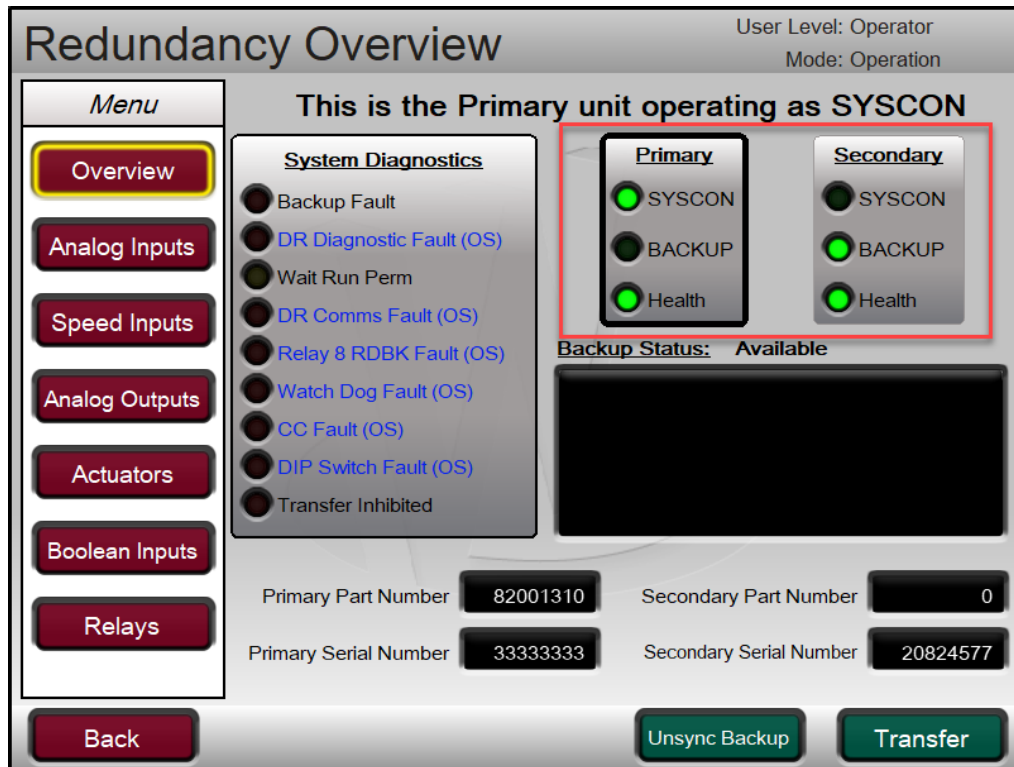 Redundancy Overview
User Level: Operator
Mode: Operation
Menu
Overview
Analog Inputs
Speed Inputs
Analog Outputs
Actuators
Boolean Inputs
Relays
This is the Primary unit operating as SYSCON
System Diagnostics
Backup Fault
DR Diagnostic Fault (OS)
Wait Run Perm
DR Comms Fault (OS)
Relay 8 RDBK Fault (OS)
Watch Dog Fault (OS)
CC Fault (OS)
DIP Switch Fault (OS)
Transfer Inhibited
Primary
SYSCON
BACKUP
Health
Secondary
SYSCON
BACKUP
Health
Backup Status: Available
Primary Part Number 82001310
Secondary Part Number 0
Primary Serial Number 33333333
Secondary Serial Number 20824577
Back
Unsync Backup
Transfer